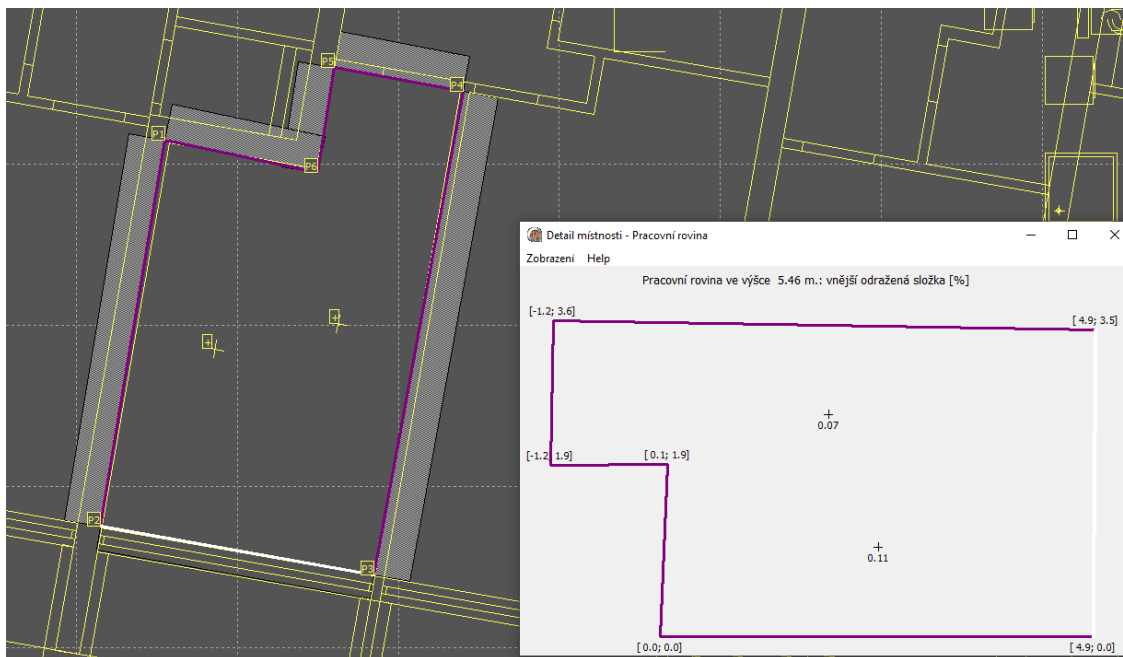 P5
P4
P1
P6
P2
P3
Detail místnosti - Pracovní rovina
Zobrazení Help
Pracovní rovina ve výšce 5.46 m.: vnější odražená složka [%]
[-1.2; 3.6]
[ 4.9; 3.5]
0.07
[-1.2; 1.9] [ 0.1; 1.9]
0.11
[ 0.0; 0.0] [ 4.9; 0.0]